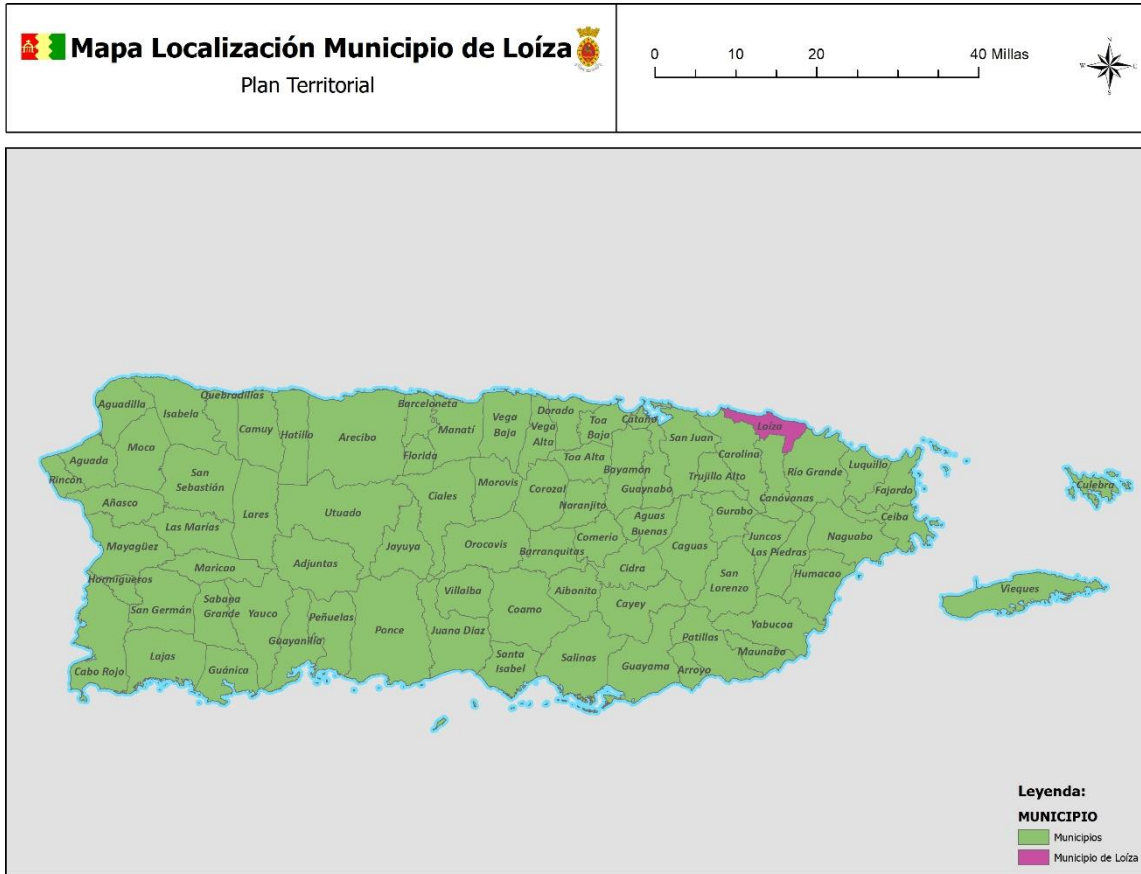 Mapa Localización Municipio de Loíza
Plan Territorial
0 10 20 40 Millas
N
W E
S
Quebradillas
Aguadilla
Isabela
Camuy
Hatillo
Arecibo
Barceloneta
Manatí
Vega
Baja
Dorado
Vega
Alta
Toa
Baja
Cataño
San Juan
Loíza
Moca
Aguada
Rincón
San
Sebastián
Florida
Ciales
Morovis
Toa Alta
Corozal
Bayamón
Naranjito
Guaynabo
Carolina
Trujillo Alto
Canóvanas
Río Grande
Luquillo
Fajardo
Culebra
Añasco
Las Marías
Lares
Utuado
Mayagüez
Maricao
Adjuntas
Jayuya
Orocovis
Barranquitas
Comerío
Aguas
Buenas
Caguas
Gurabo
Juncos
Las Piedras
Naguabo
Ceiba
Humacao
Vieques
Hormigueros
San Germán
Sabana
Grande
Yauco
Guayanilla
Peñuelas
Ponce
Villalba
Juana Díaz
Coamo
Aibonito
Cidra
Cayey
San
Lorenzo
Yabucoa
Patillas
Maunabo
Cabo Rojo
Lajas
Guánica
Santa
Isabel
Salinas
Guayama
Arroyo
Leyenda:
MUNICIPIO
Municipios
Municipio de Loíza